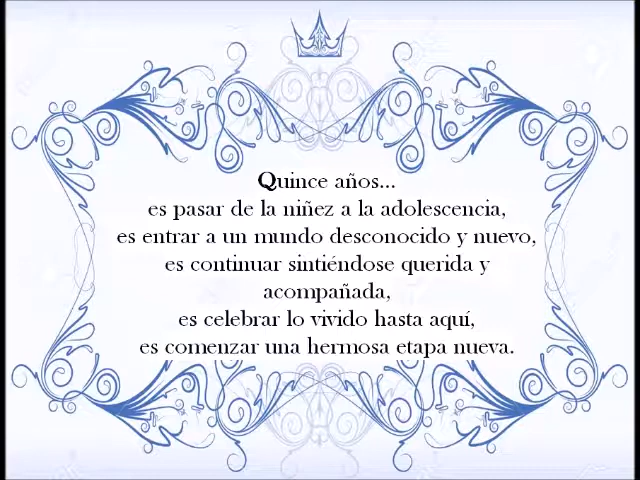 Quince años...
es pasar de la niñez a la adolescencia,
es entrar a un mundo desconocido y nuevo,
es continuar sintiéndose querida y
acompañada,
es celebrar lo vivido hasta aquí,
es comenzar una hermosa etapa nueva.